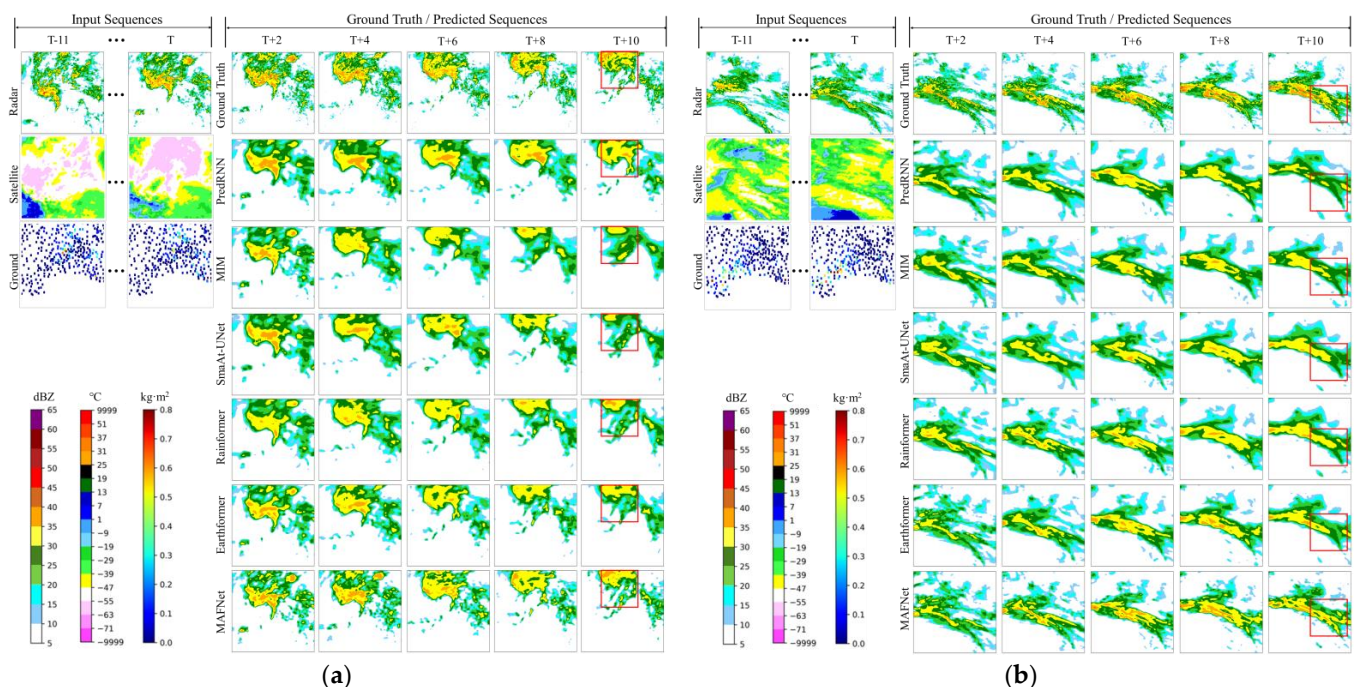 Input Sequences
Ground Truth / Predicted Sequences
T-11 ••• T
T+2 T+4 T+6 T+8 T+10
Radar
Satellite
Ground
Ground Truth
PredRNN
MIM
SmaAt-UNet
Rainformer
Earthformer
MAFNet
dBZ
65
60
55
50
45
40
35
30
25
20
15
10
5
°C
9999
51
37
31
25
19
13
7
1
−9
−19
−29
−39
−47
−55
−63
−71
−9999
kg·m²
0.8
0.7
0.6
0.5
0.4
0.3
0.2
0.1
0.0
(a)
Input Sequences
Ground Truth / Predicted Sequences
T-11 ••• T
T+2 T+4 T+6 T+8 T+10
Radar
Satellite
Ground
Ground Truth
PredRNN
MIM
SmaAt-UNet
Rainformer
Earthformer
MAFNet
dBZ
65
60
55
50
45
40
35
30
25
20
15
10
5
°C
9999
51
37
31
25
19
13
7
1
−9
−19
−29
−39
−47
−55
−63
−71
−9999
kg·m²
0.8
0.7
0.6
0.5
0.4
0.3
0.2
0.1
0.0
(b)